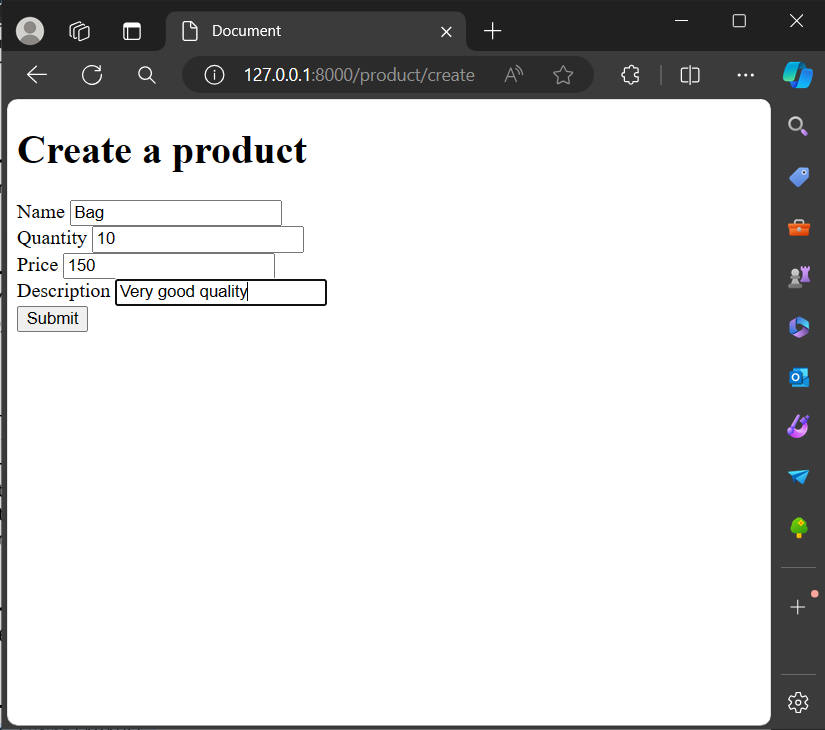 Document
127.0.0.1:8000/product/create
Create a product
Name Bag
Quantity 10
Price 150
Description Very good quality
Submit